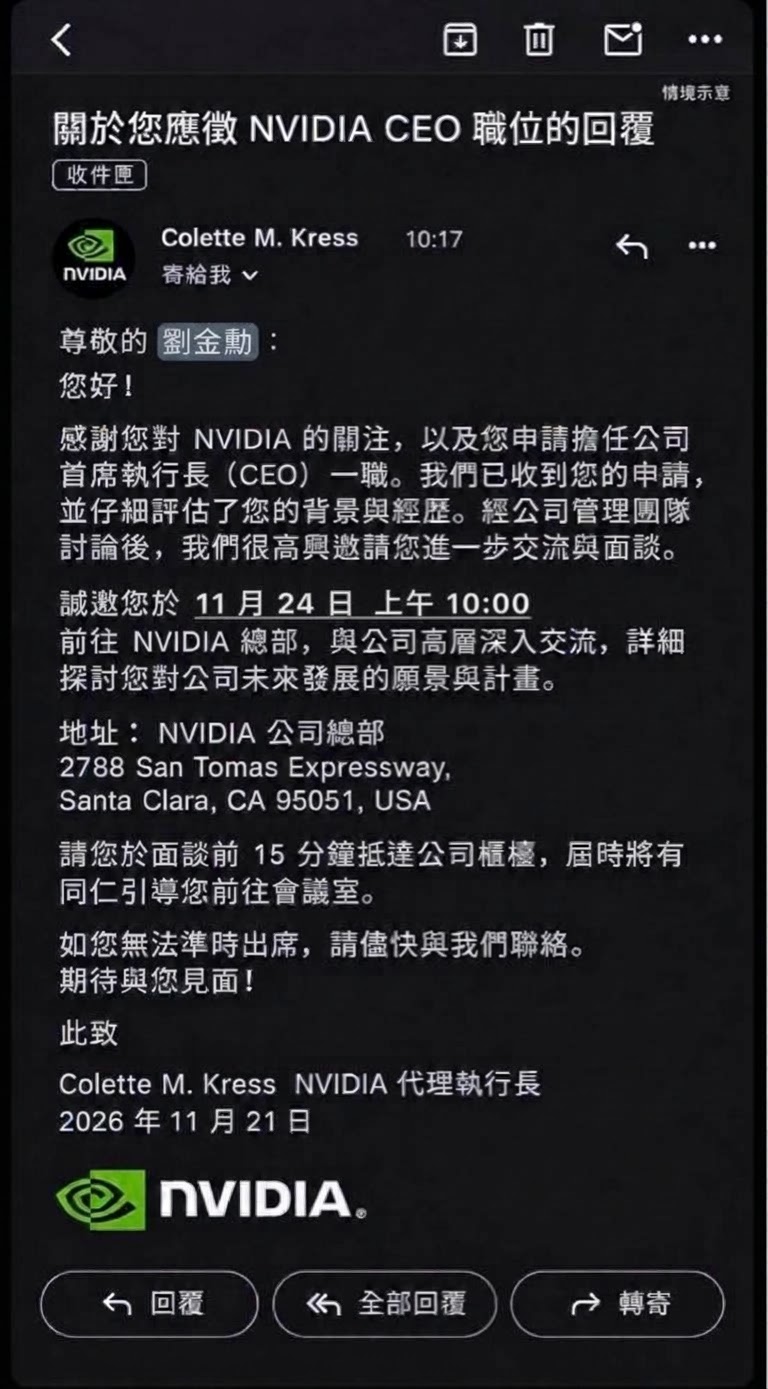 情境示意
關於您應徵 NVIDIA CEO 職位的回覆
收件匣
Colette M. Kress 10:17
NVIDIA
寄給我
尊敬的 劉金勳：
您好！
感謝您對 NVIDIA 的關注，以及您申請擔任公司
首席執行長（CEO）一職。我們已收到您的申請，
並仔細評估了您的背景與經歷。經公司管理團隊
討論後，我們很高興邀請您進一步交流與面談。
誠邀您於 11 月 24 日 上午 10:00
前往 NVIDIA 總部，與公司高層深入交流，詳細
探討您對公司未來發展的願景與計畫。
地址： NVIDIA 公司總部
2788 San Tomas Expressway,
Santa Clara, CA 95051, USA
請您於面談前 15 分鐘抵達公司櫃檯，屆時將有
同仁引導您前往會議室。
如您無法準時出席，請儘快與我們聯絡。
期待與您見面！
此致
Colette M. Kress NVIDIA 代理執行長
2026 年 11 月 21 日
NVIDIA®
回覆 全部回覆 轉寄